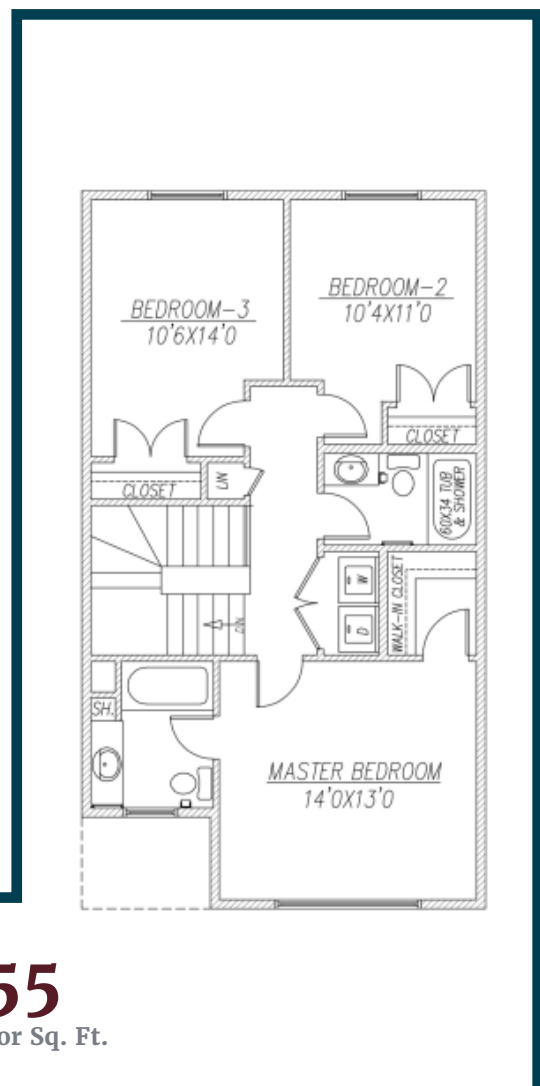 BEDROOM-3
10'6X14'0
BEDROOM-2
10'4X11'0
CLOSET
CLOSET
LIN
60X34 TUB
& SHOWER
WALK-IN CLOSET
W
D
DN
SH.
MASTER BEDROOM
14'0X13'0
55
or Sq. Ft.